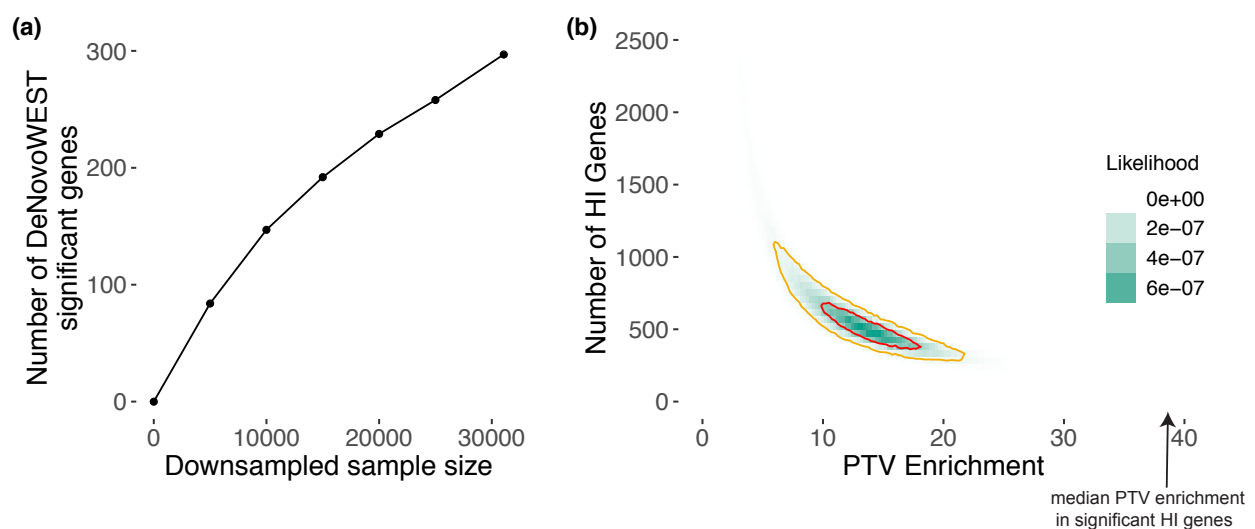 (a)
Number of DeNovoWEST
significant genes
300
200
100
0
0
10000
20000
30000
Downsampled sample size
(b)
Number of HI Genes
2500
2000
1500
1000
500
0
0
10
20
30
40
PTV Enrichment
Likelihood
0e+00
2e−07
4e−07
6e−07
median PTV enrichment
in significant HI genes